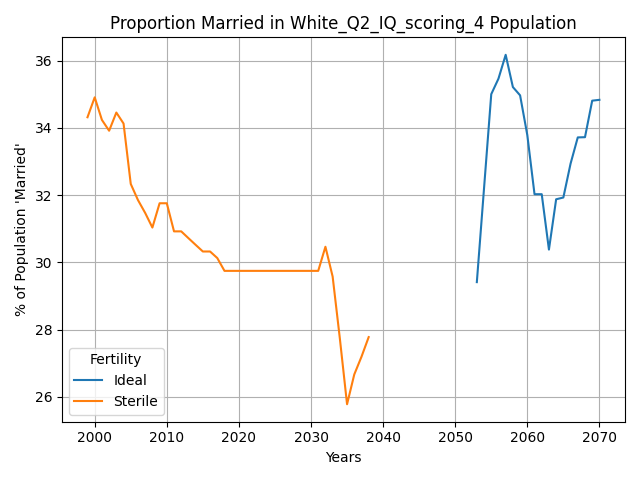 Proportion Married in White_Q2_IQ_scoring_4 Population
% of Population 'Married'
36
34
32
30
28
26
Fertility
Ideal
Sterile
2000 2010 2020 2030 2040 2050 2060 2070
Years